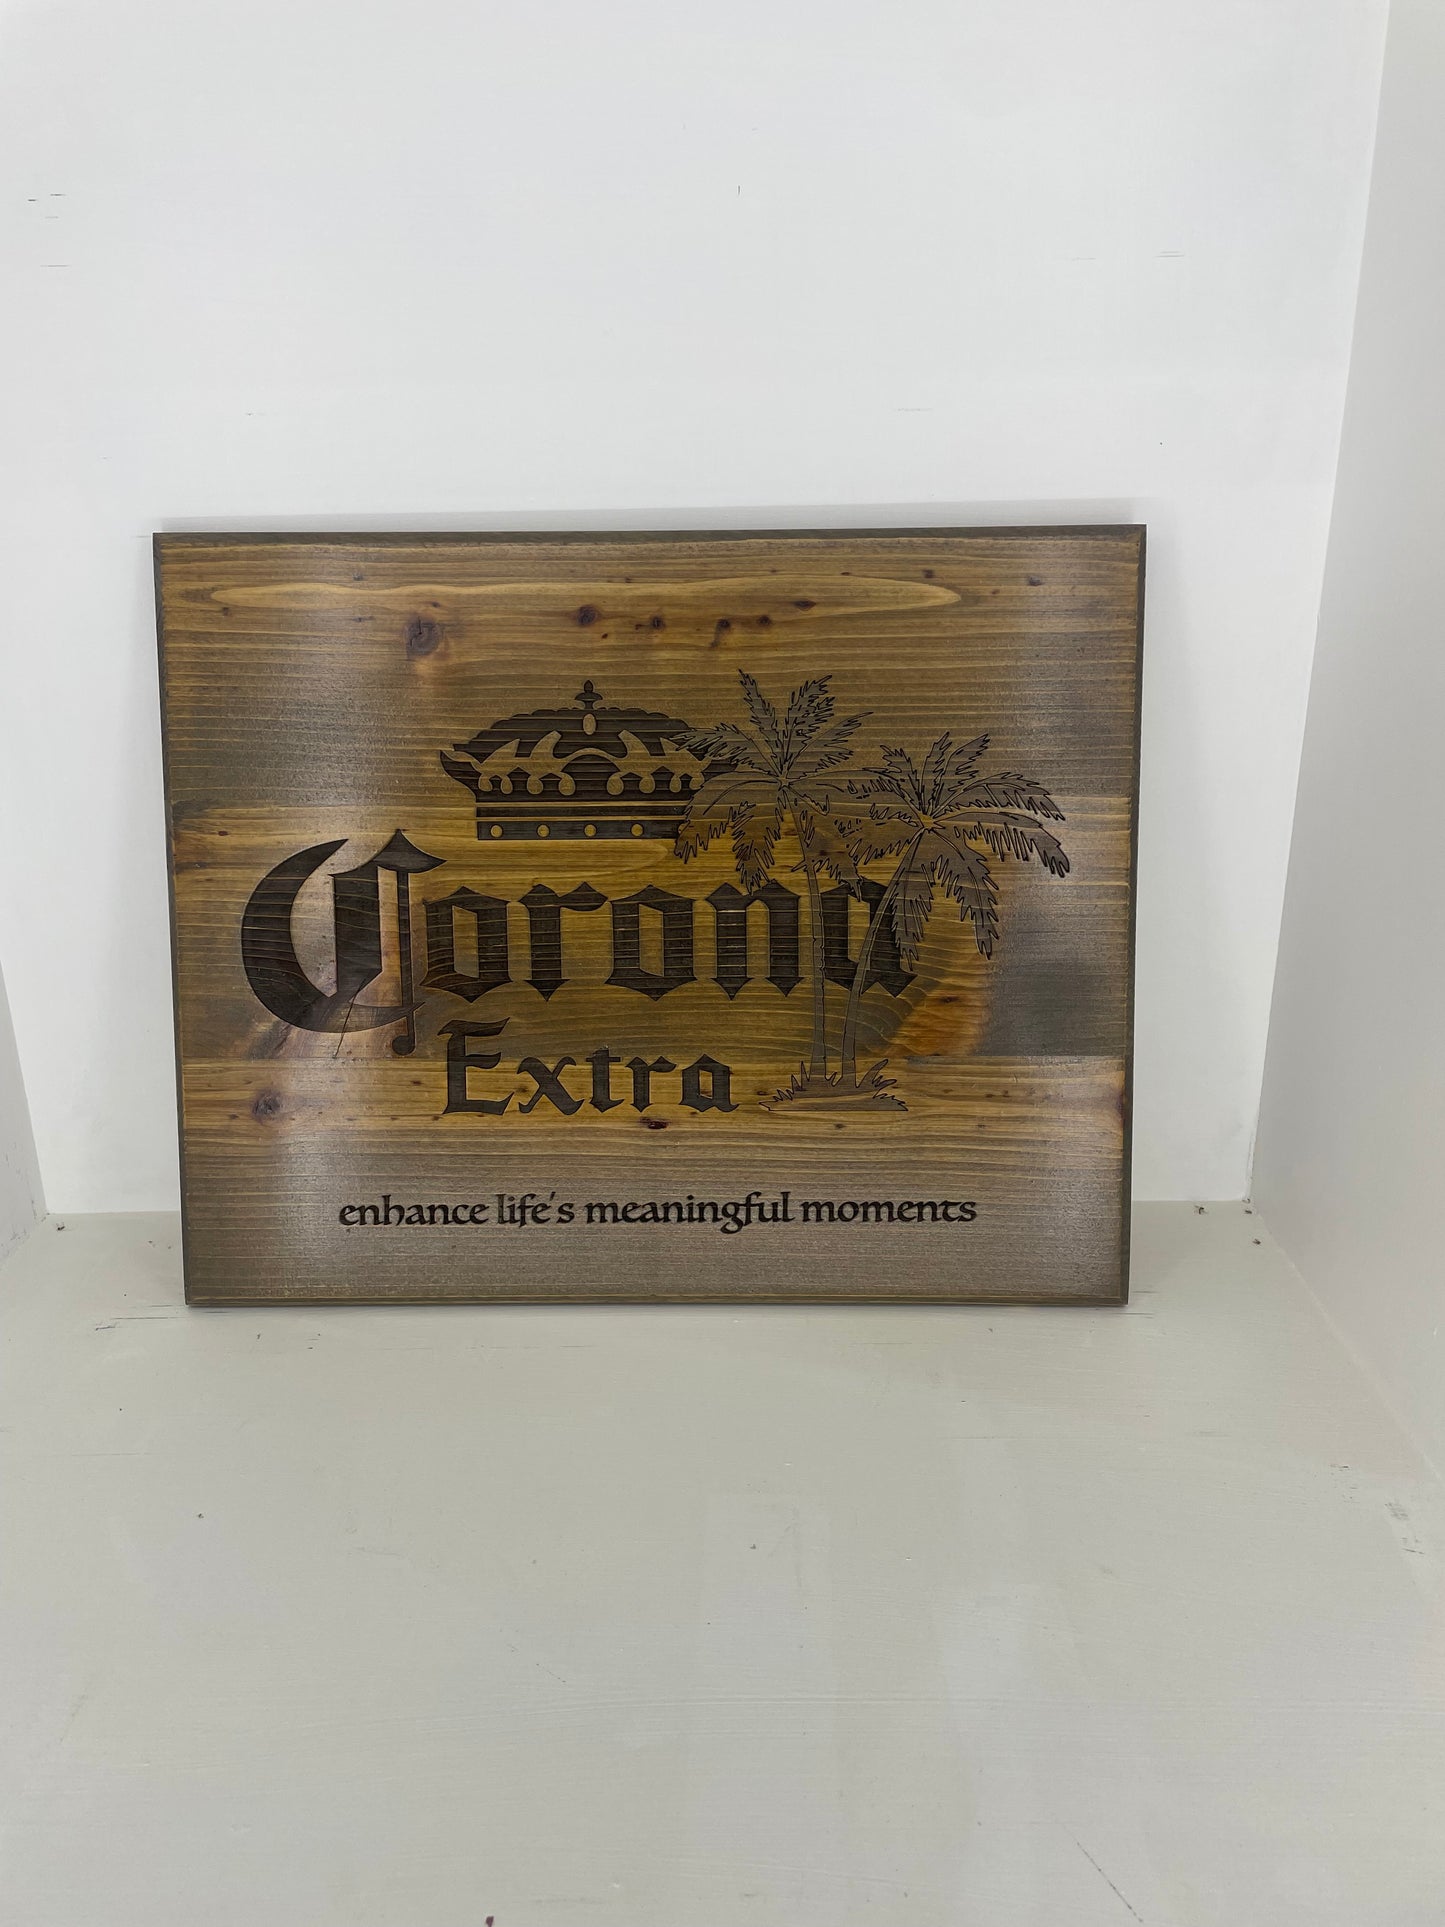 Corona
Extra
enhance life's meaningful moments